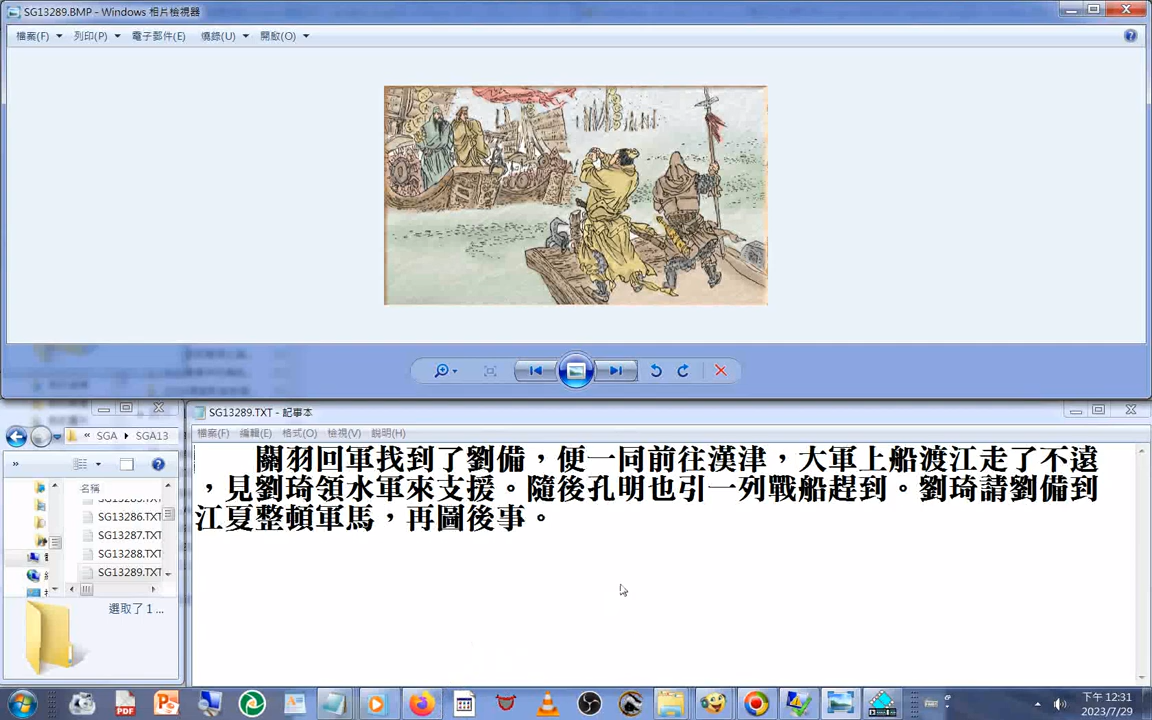 SG13289.BMP - Windows 相片檢視器
檔案(F) 列印(P) 電子郵件(E) 燒錄(U) 開啟(O)
SG13289.TXT - 記事本
檔案(F) 編輯(E) 格式(O) 檢視(V) 說明(H)
關羽回軍找到了劉備，便一同前往漢津，大軍上船渡江走了不遠
，見劉琦領水軍來支援。隨後孔明也引一列戰船趕到。劉琦請劉備到
江夏整頓軍馬，再圖後事。
« SGA ▸ SGA13
»
名稱
SG13286.TXT
SG13287.TXT
SG13288.TXT
SG13289.TXT
選取了 1 ...
PDF
下午 12:31
2023/7/29